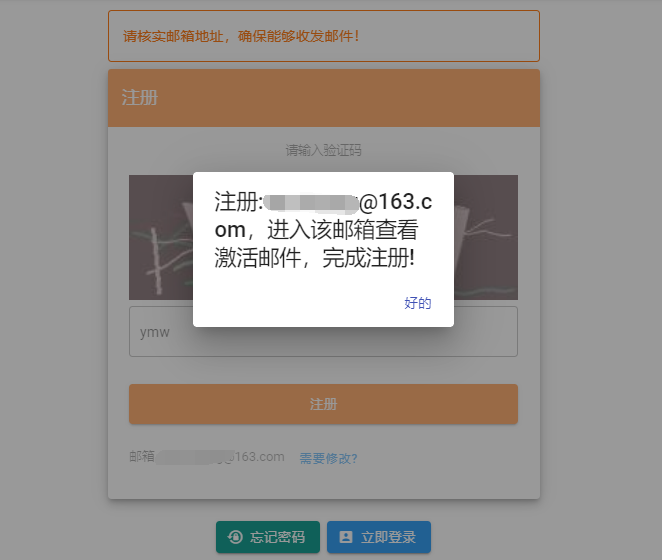 请核实邮箱地址，确保能够收发邮件！
注册
请输入验证码
注册:@163.c
om，进入该邮箱查看
激活邮件，完成注册!
好的
ymw
注册
邮箱@163.com 需要修改?
忘记密码 立即登录